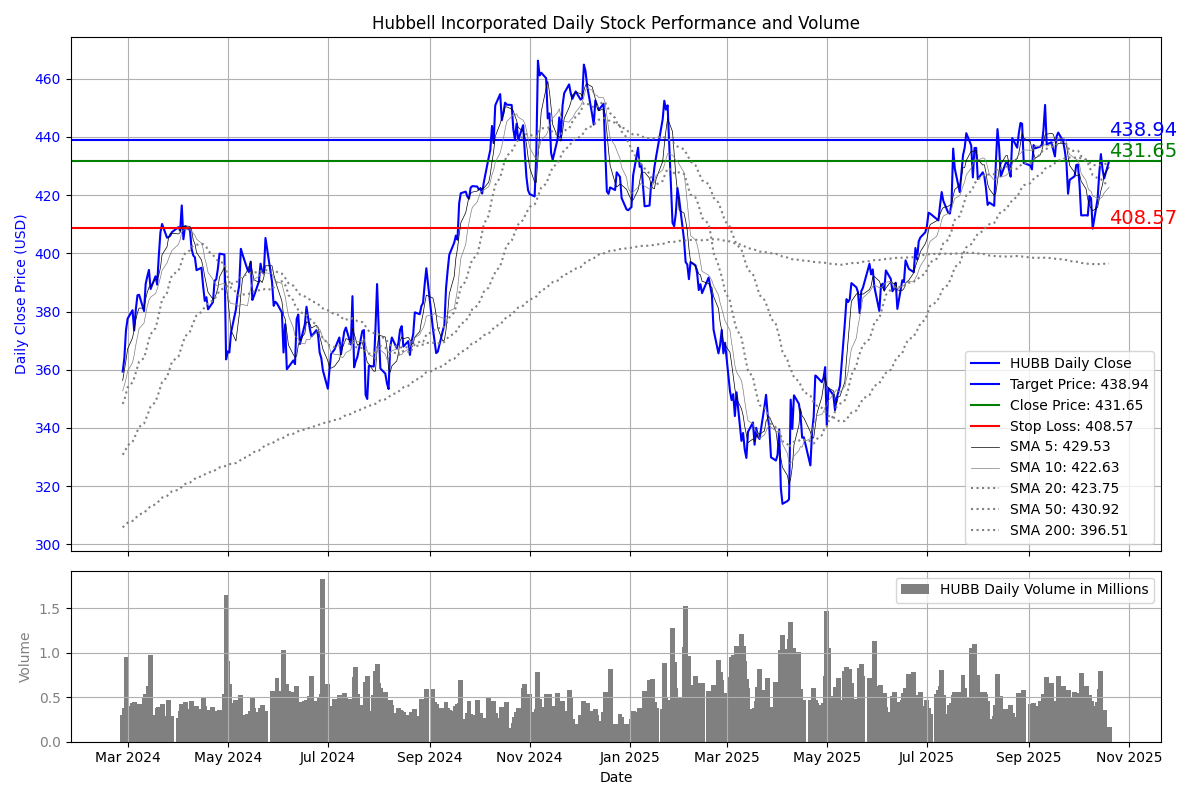 Hubbell Incorporated Daily Stock Performance and Volume
Daily Close Price (USD)
460
440
420
400
380
360
340
320
300
438.94
431.65
408.57
HUBB Daily Close
Target Price: 438.94
Close Price: 431.65
Stop Loss: 408.57
SMA 5: 429.53
SMA 10: 422.63
SMA 20: 423.75
SMA 50: 430.92
SMA 200: 396.51
Volume
1.5
1.0
0.5
0.0
HUBB Daily Volume in Millions
Mar 2024 May 2024 Jul 2024 Sep 2024 Nov 2024 Jan 2025 Mar 2025 May 2025 Jul 2025 Sep 2025 Nov 2025
Date